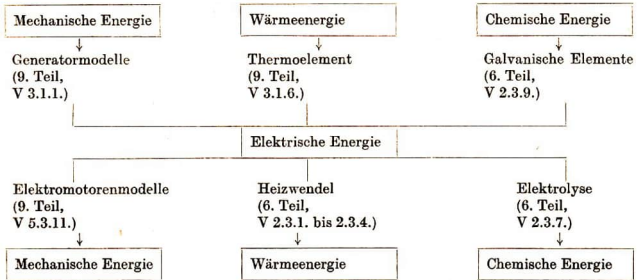 Mechanische Energie
Wärmeenergie
Chemische Energie
Generatormodelle
(9. Teil,
V 3.1.1.)
Thermoelement
(9. Teil,
V 3.1.6.)
Galvanische Elemente
(6. Teil,
V 2.3.9.)
Elektrische Energie
Elektromotorenmodelle
(9. Teil,
V 5.3.11.)
Heizwendel
(6. Teil,
V 2.3.1. bis 2.3.4.)
Elektrolyse
(6. Teil,
V 2.3.7.)
Mechanische Energie
Wärmeenergie
Chemische Energie